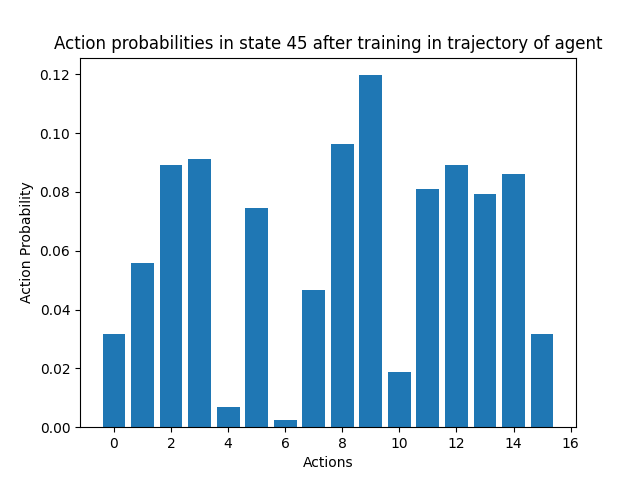 Action probabilities in state 45 after training in trajectory of agent
0.12
0.10
0.08
0.06
0.04
0.02
0.00
Action Probability
0 2 4 6 8 10 12 14 16
Actions